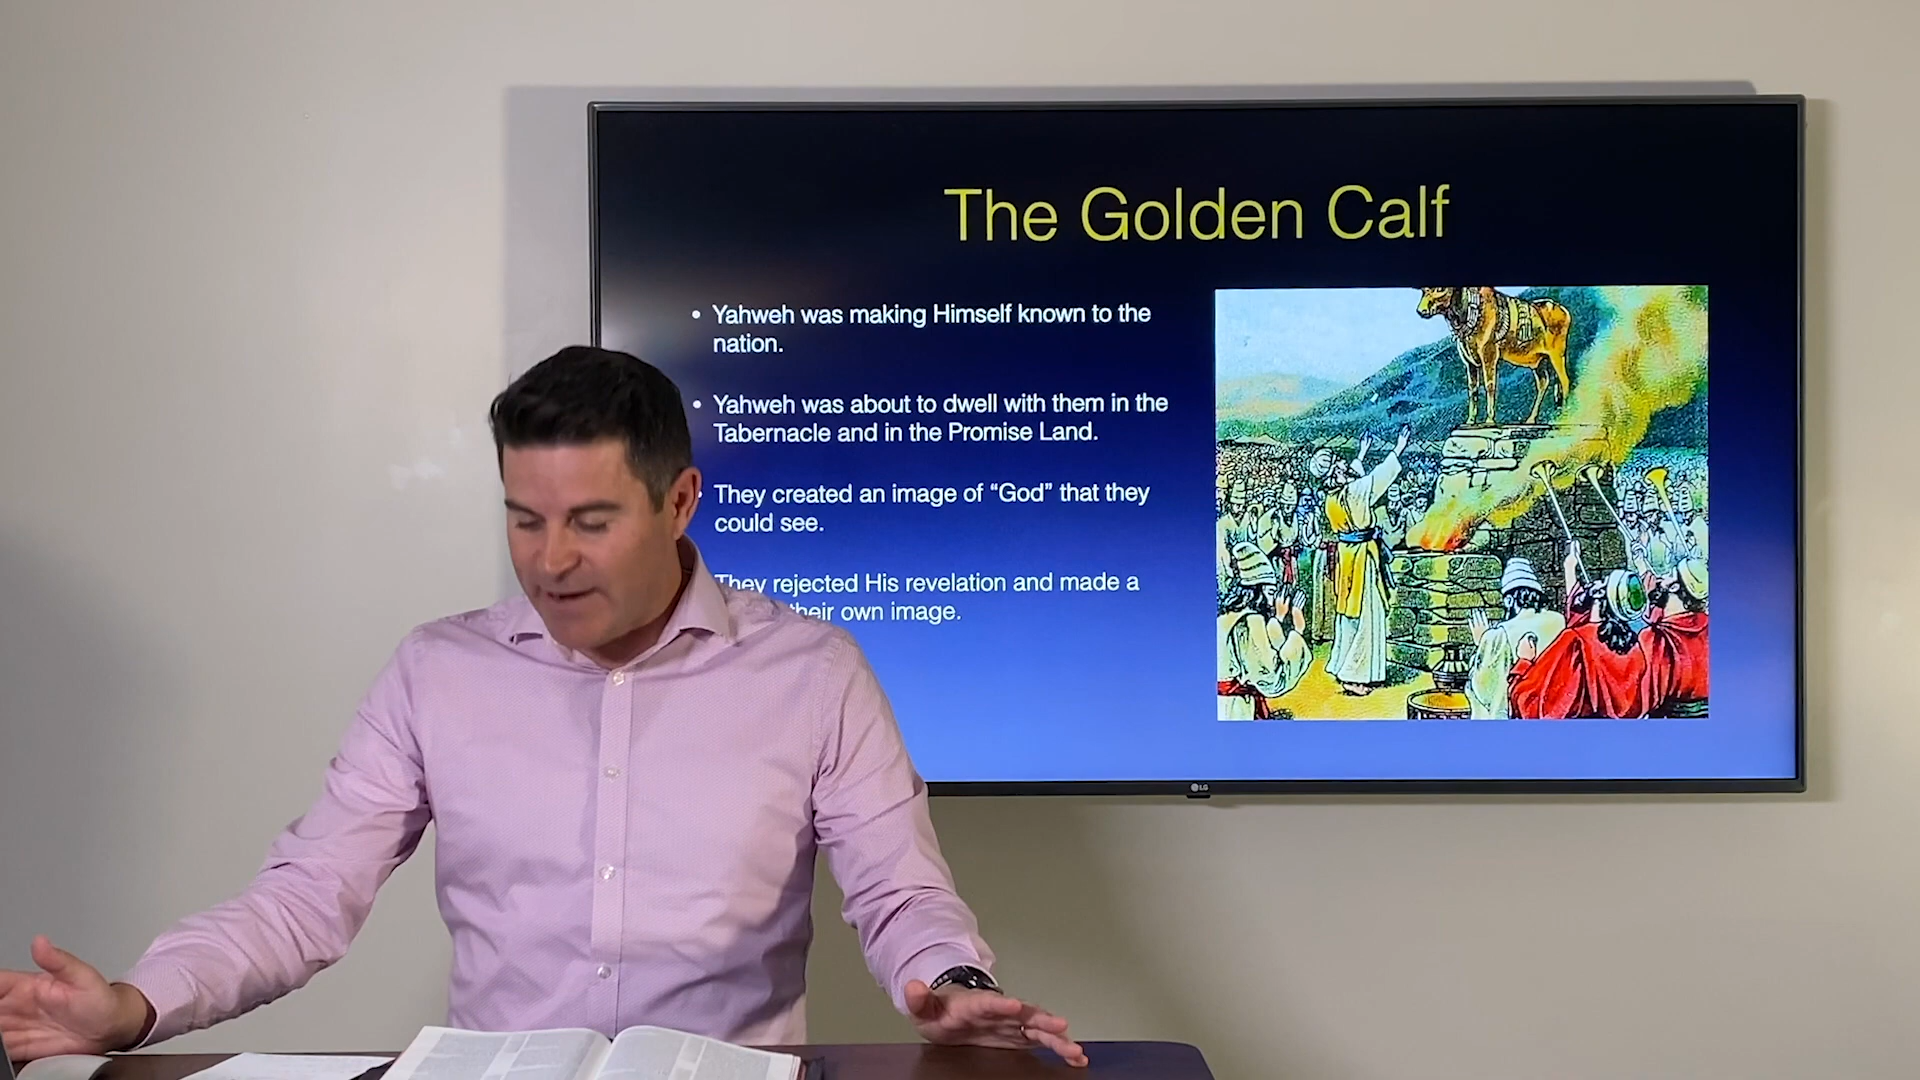 The Golden Calf
• Yahweh was making Himself known to the
nation.
• Yahweh was about to dwell with them in the
Tabernacle and in the Promise Land.
• They created an image of “God” that they
could see.
They rejected His revelation and made a
their own image.
LG